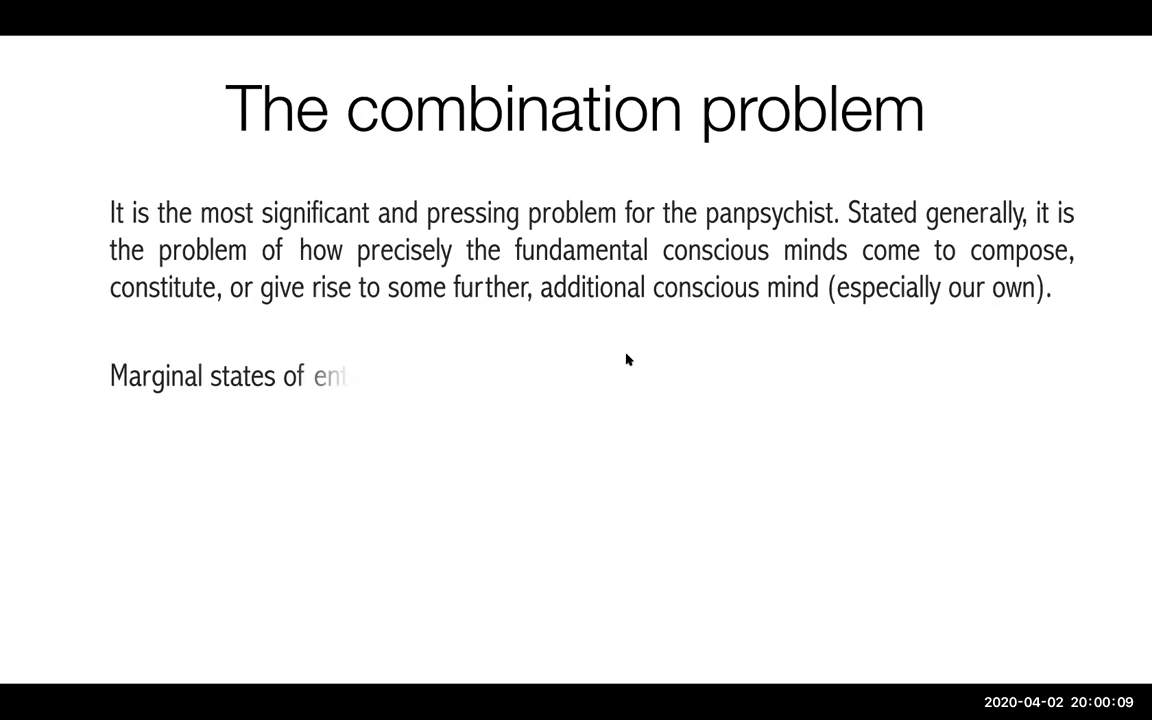 The combination problem
It is the most significant and pressing problem for the panpsychist. Stated generally, it is
the problem of how precisely the fundamental conscious minds come to compose,
constitute, or give rise to some further, additional conscious mind (especially our own).
Marginal states of
2020-04-02 20:00:09